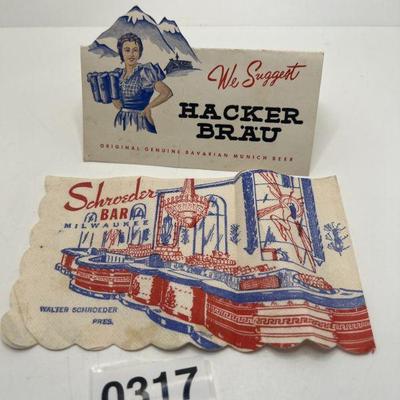 We Suggest
HACKER
BRAU
ORIGINAL GENUINE BAVARIAN MUNICH BEER
Schroeder
BAR
MILWAUKEE
WALTER SCHROEDER
PRES.
0317